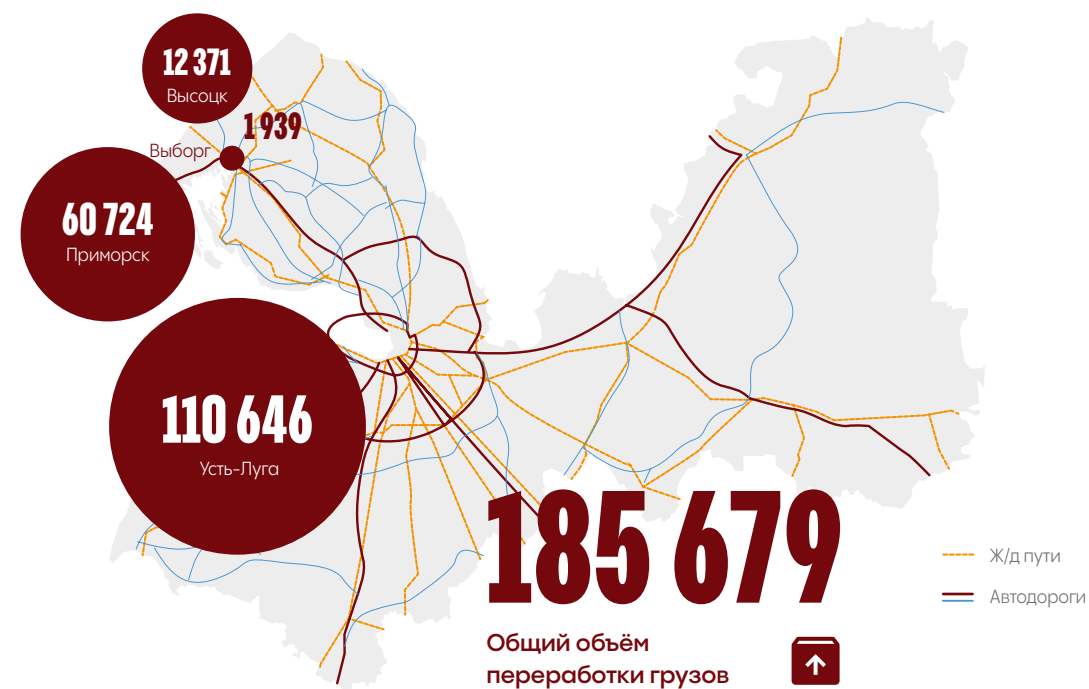 12 371
Высоцк
1 939
Выборг
60 724
Приморск
110 646
Усть-Луга
185 679
Общий объём
переработки грузов
Ж/д пути
Автодороги